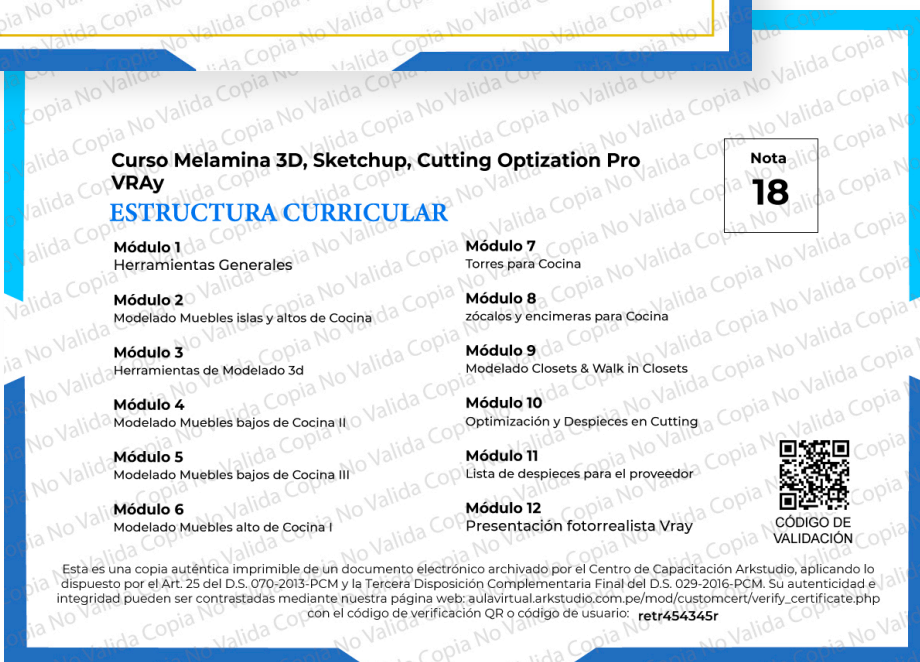 Curso Melamina 3D, Sketchup, Cutting Optization Pro
VRAy
ESTRUCTURA CURRICULAR
Nota
18
Módulo 1
Herramientas Generales
Módulo 2
Modelado Muebles islas y altos de Cocina
Módulo 3
Herramientas de Modelado 3d
Módulo 4
Modelado Muebles bajos de Cocina II
Módulo 5
Modelado Muebles bajos de Cocina III
Módulo 6
Modelado Muebles alto de Cocina I
Módulo 7
Torres para Cocina
Módulo 8
zócalos y encimeras para Cocina
Módulo 9
Modelado Closets & Walk in Closets
Módulo 10
Optimización y Despieces en Cutting
Módulo 11
Lista de despieces para el proveedor
Módulo 12
Presentación fotorrealista Vray
CÓDIGO DE
VALIDACIÓN
Esta es una copia auténtica imprimible de un documento electrónico archivado por el Centro de Capacitación Arkstudio, aplicando lo
dispuesto por el Art. 25 del D.S. 070-2013-PCM y la Tercera Disposición Complementaria Final del D.S. 029-2016-PCM. Su autenticidad e
integridad pueden ser contrastadas mediante nuestra página web: aulavirtual.arkstudio.com.pe/mod/customcert/verify_certificate.php
con el código de verificación QR o código de usuario: retr454345r
Copia No Valida